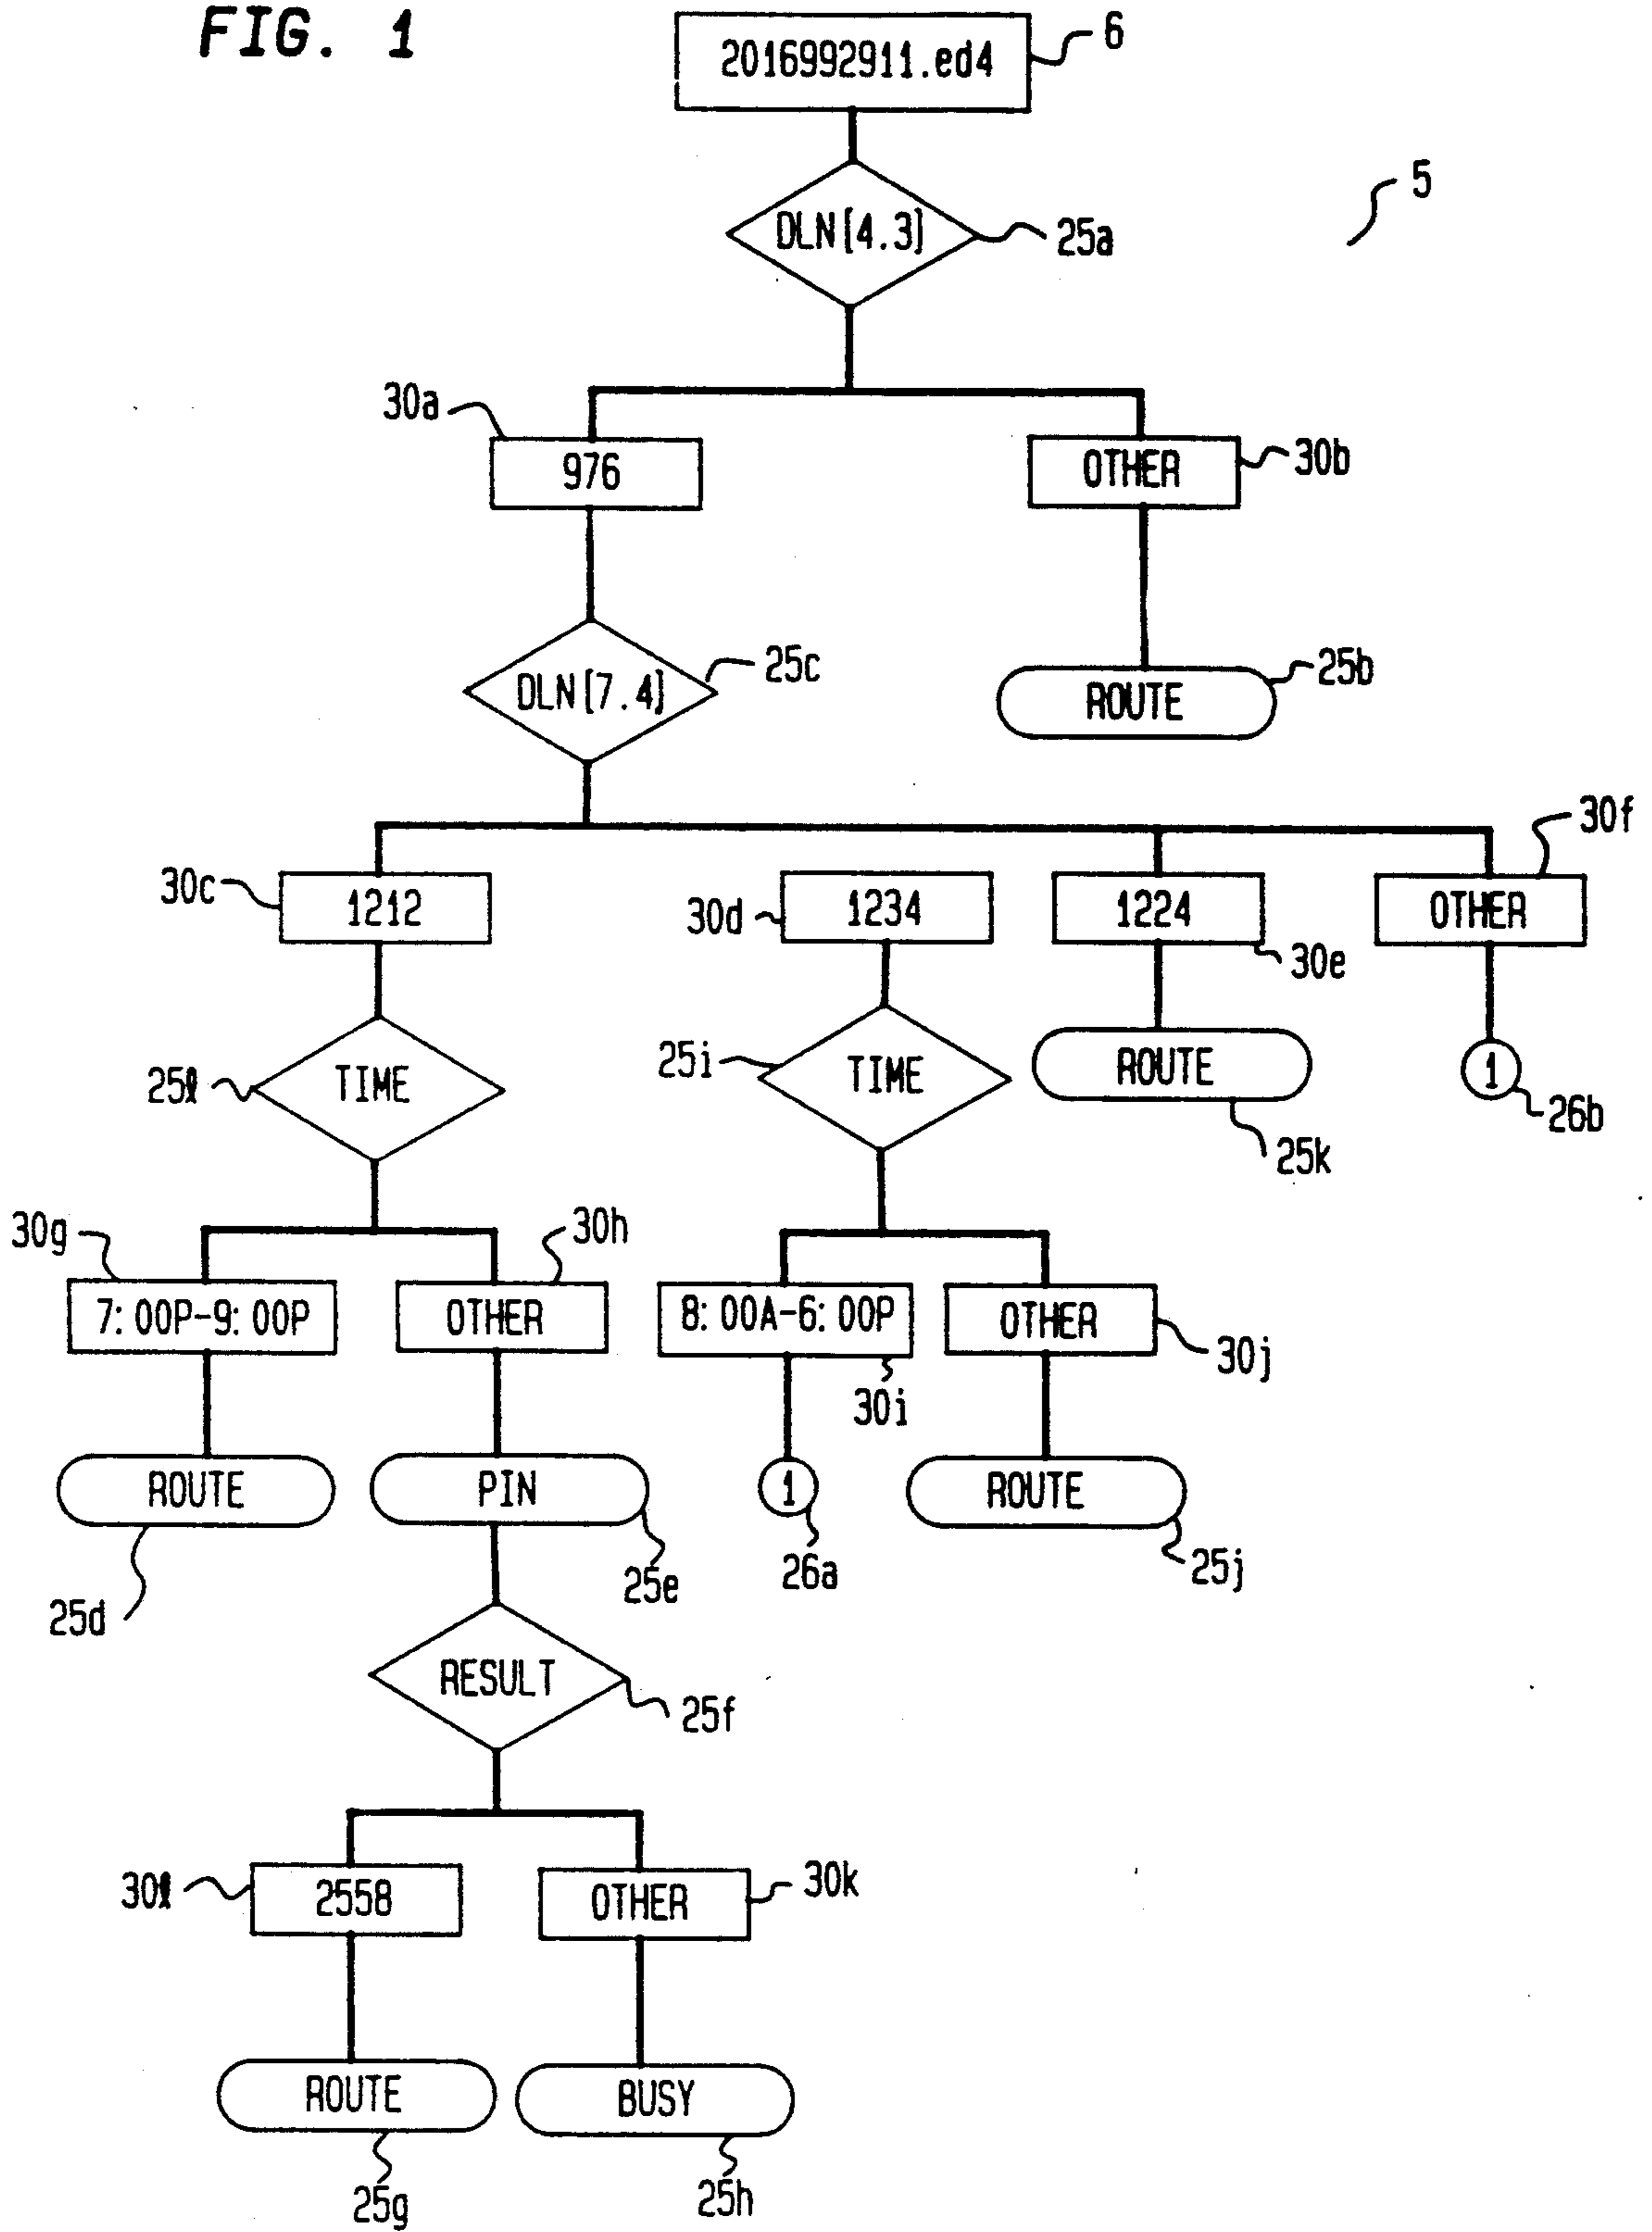 FIG. 1
2016992911.ed4
6
5
DLN[4.3]
25a
30a
976
OTHER
30b
DLN[7.4]
25c
ROUTE
25b
30f
30c
1212
30d
1234
1224
30e
OTHER
25l
TIME
25i
TIME
ROUTE
25k
1
26b
30g
7:00P-9:00P
30h
OTHER
8:00A-6:00P
30i
OTHER
30j
ROUTE
25d
PIN
25e
1
26a
ROUTE
25j
RESULT
25f
30l
2558
OTHER
30k
ROUTE
25g
BUSY
25h